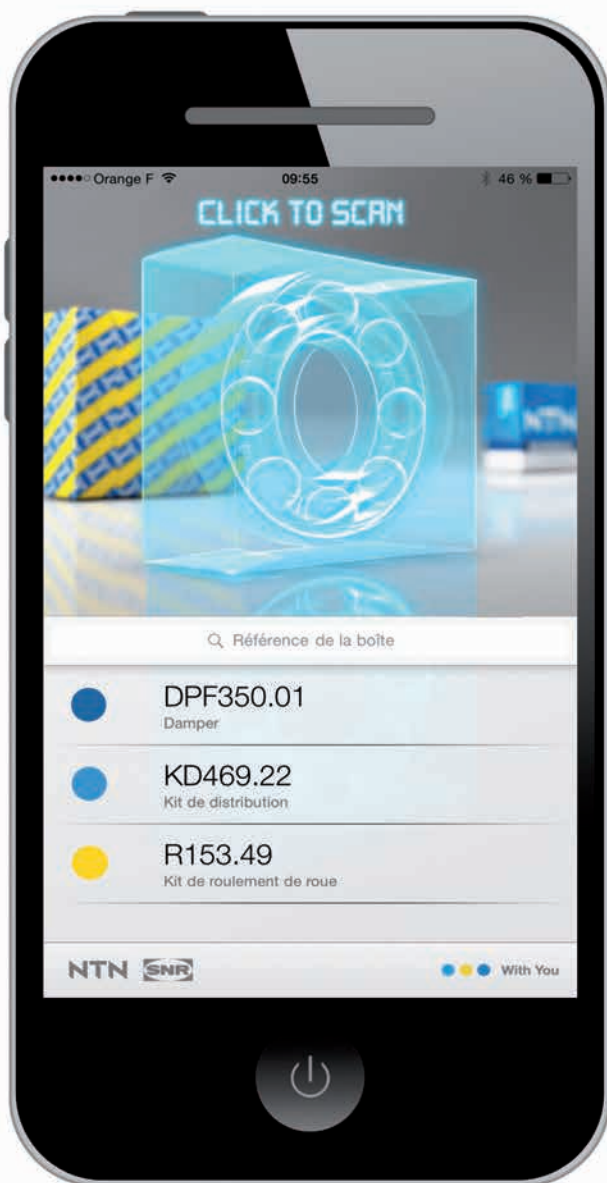 Orange F 09:55 46 %
CLICK TO SCAN
NTN
Référence de la boîte
DPF350.01
Damper
KD469.22
Kit de distribution
R153.49
Kit de roulement de roue
NTN SNR With You